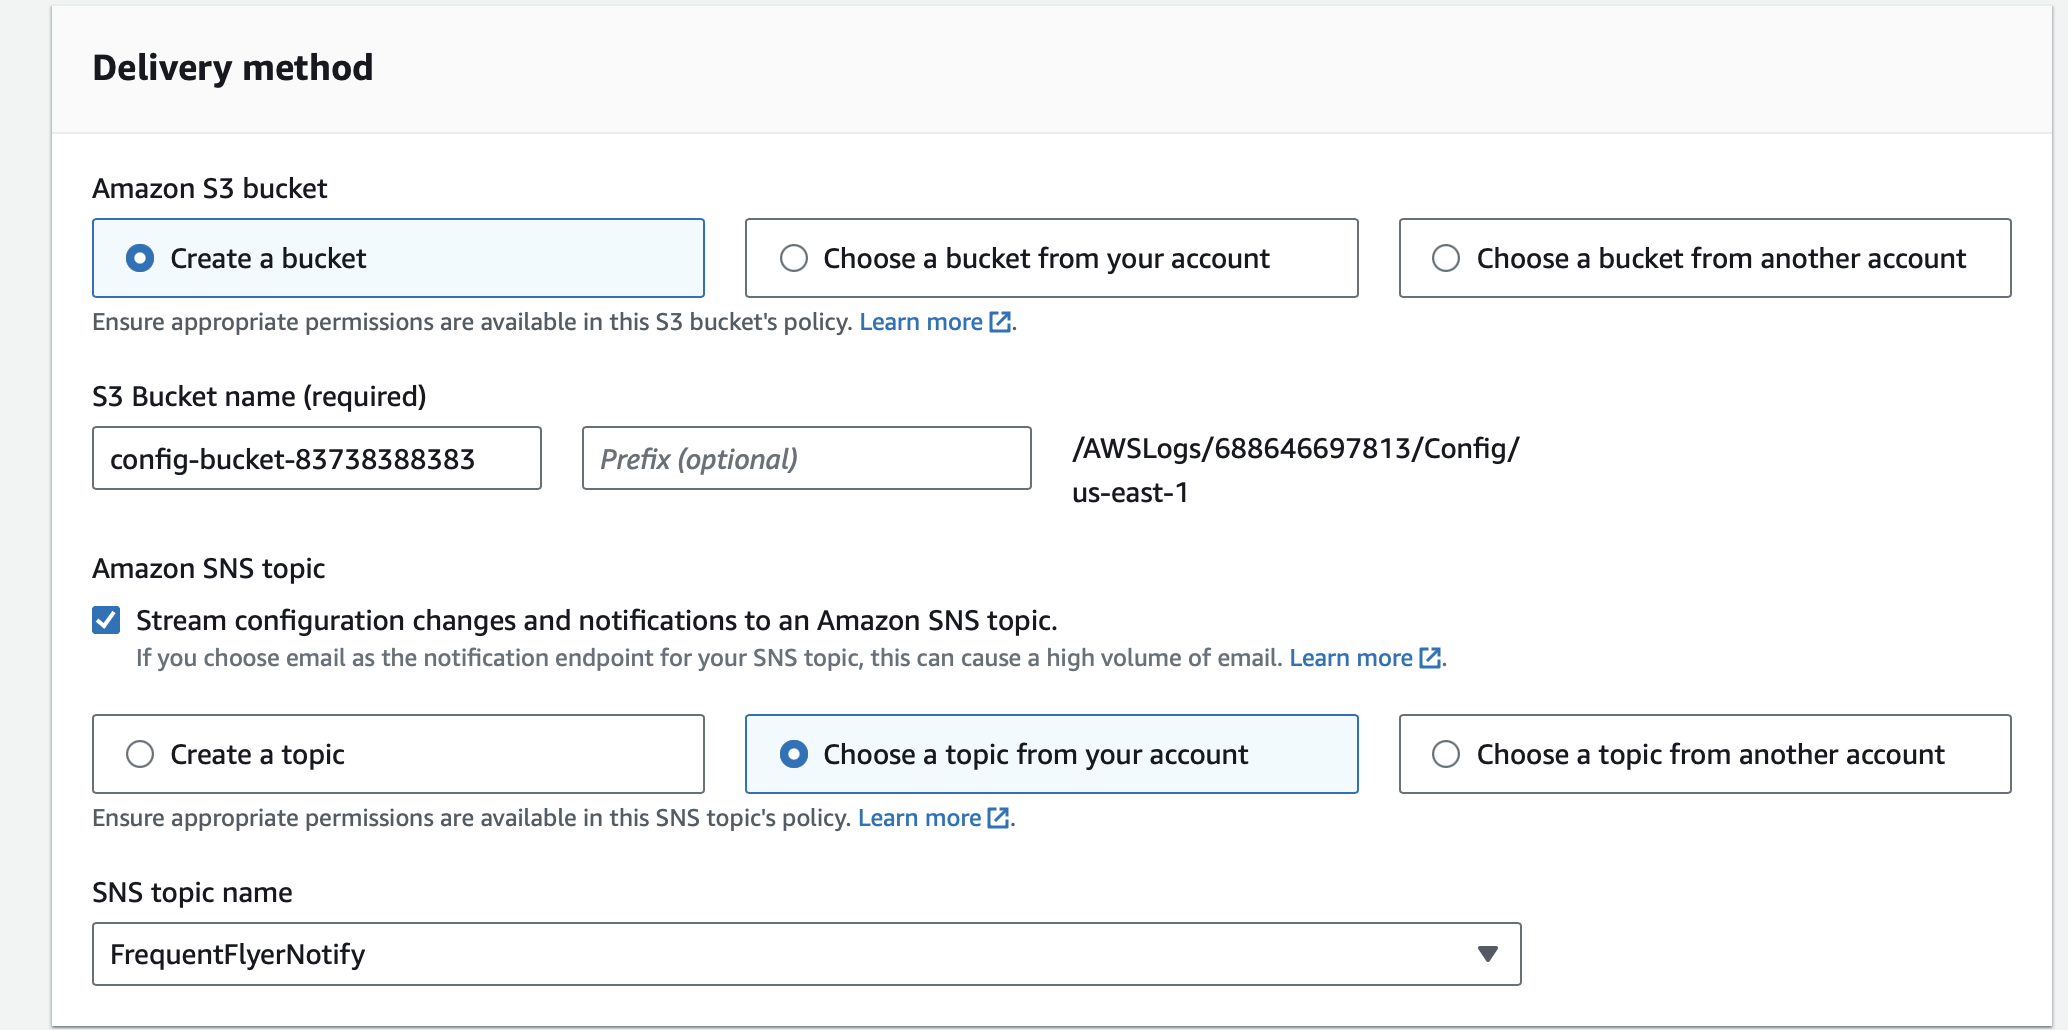 Delivery method
Amazon S3 bucket
Create a bucket
Choose a bucket from your account
Choose a bucket from another account
Ensure appropriate permissions are available in this S3 bucket's policy. Learn more.
S3 Bucket name (required)
config-bucket-83738388383
Prefix (optional)
/AWSLogs/688646697813/Config/
us-east-1
Amazon SNS topic
Stream configuration changes and notifications to an Amazon SNS topic.
If you choose email as the notification endpoint for your SNS topic, this can cause a high volume of email. Learn more.
Create a topic
Choose a topic from your account
Choose a topic from another account
Ensure appropriate permissions are available in this SNS topic's policy. Learn more.
SNS topic name
FrequentFlyerNotify